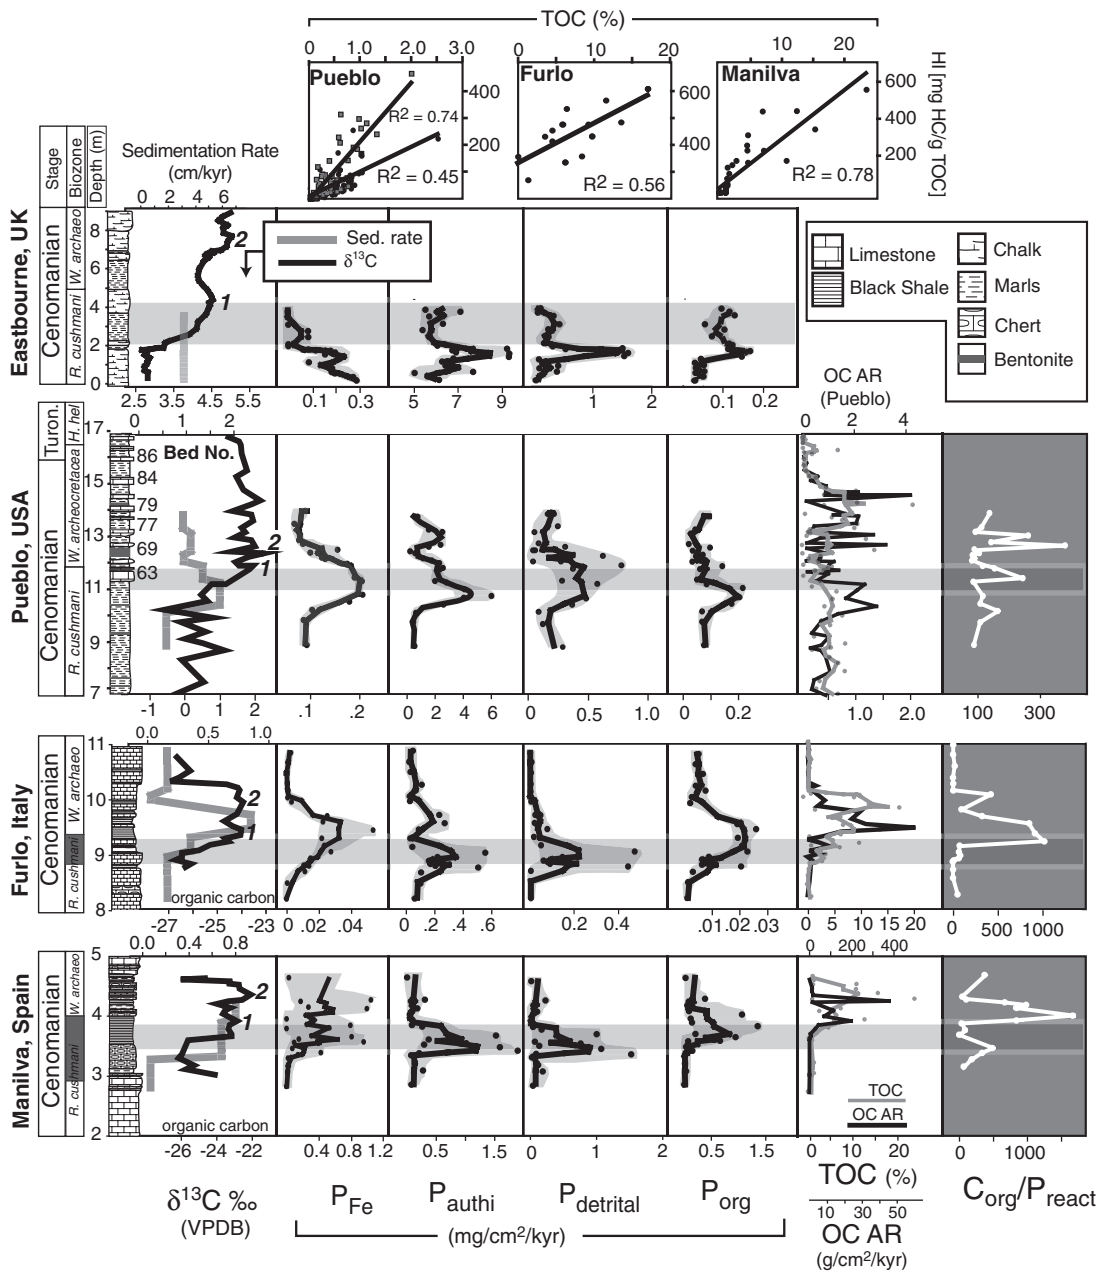 TOC (%)
0 1.0 2.0 3.0
0 10 20
10 20
Pueblo
Furlo
Manilva
HI [mg HC/g TOC]
400
200
R² = 0.74
R² = 0.45
600
400
R² = 0.56
600
400
200
R² = 0.78
Stage
Biozone
Depth (m)
Sedimentation Rate
(cm/kyr)
0 2 4 6
Eastbourne, UK
Cenomanian
R. cushmani
W. archaeo
8
6
4
2
0
2
1
Sed. rate
δ¹³C
Limestone
Black Shale
Chalk
Marls
Chert
Bentonite
2.5 3.5 4.5 5.5
0.1 0.3
5 7 9
1 2
0.1 0.2
OC AR
(Pueblo)
0 2 4
0 1 2
Pueblo, USA
Cenomanian
Turon.
R. cushmani
W. archeocretacea
H. hel
17
15
13
11
9
7
Bed No.
86
84
79
77
69
63
2
1
-1 0 1 2
.1 .2
0 2 4 6
0 0.5 1.0
0 0.2
1.0 2.0
100 300
0.0 0.5 1.0
Furlo, Italy
Cenomanian
R. cushmani
W. archaeo
11
10
9
8
2
1
organic carbon
-27 -25 -23
0 .02 .04
0 .2 .4 .6
0.2 0.4
.01 .02 .03
0 5 10 15 20
0 500 1000
0.0 0.4 0.8
0 200 400
Manilva, Spain
Cenomanian
R. cushmani
W. archaeo
5
4
3
2
2
1
organic carbon
TOC
OC AR
-26 -24 -22
0.4 0.8 1.2
0.5 1.5
0 1 2
0.5 1.5
0 10 20
0 1000
δ¹³C ‰
(VPDB)
P_Fe
P_authi
P_detrital
P_org
(mg/cm²/kyr)
TOC (%)
10 30 50
OC AR
(g/cm²/kyr)
C_org/P_react